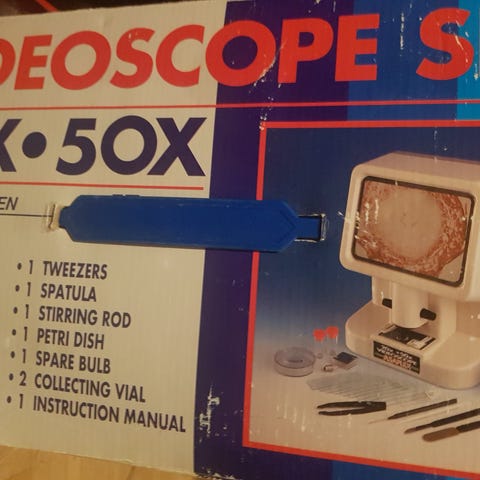 DEOSCOPE S
X•50X
EN
• 1 TWEEZERS
• 1 SPATULA
• 1 STIRRING ROD
• 1 PETRI DISH
• 1 SPARE BULB
• 2 COLLECTING VIAL
• 1 INSTRUCTION MANUAL